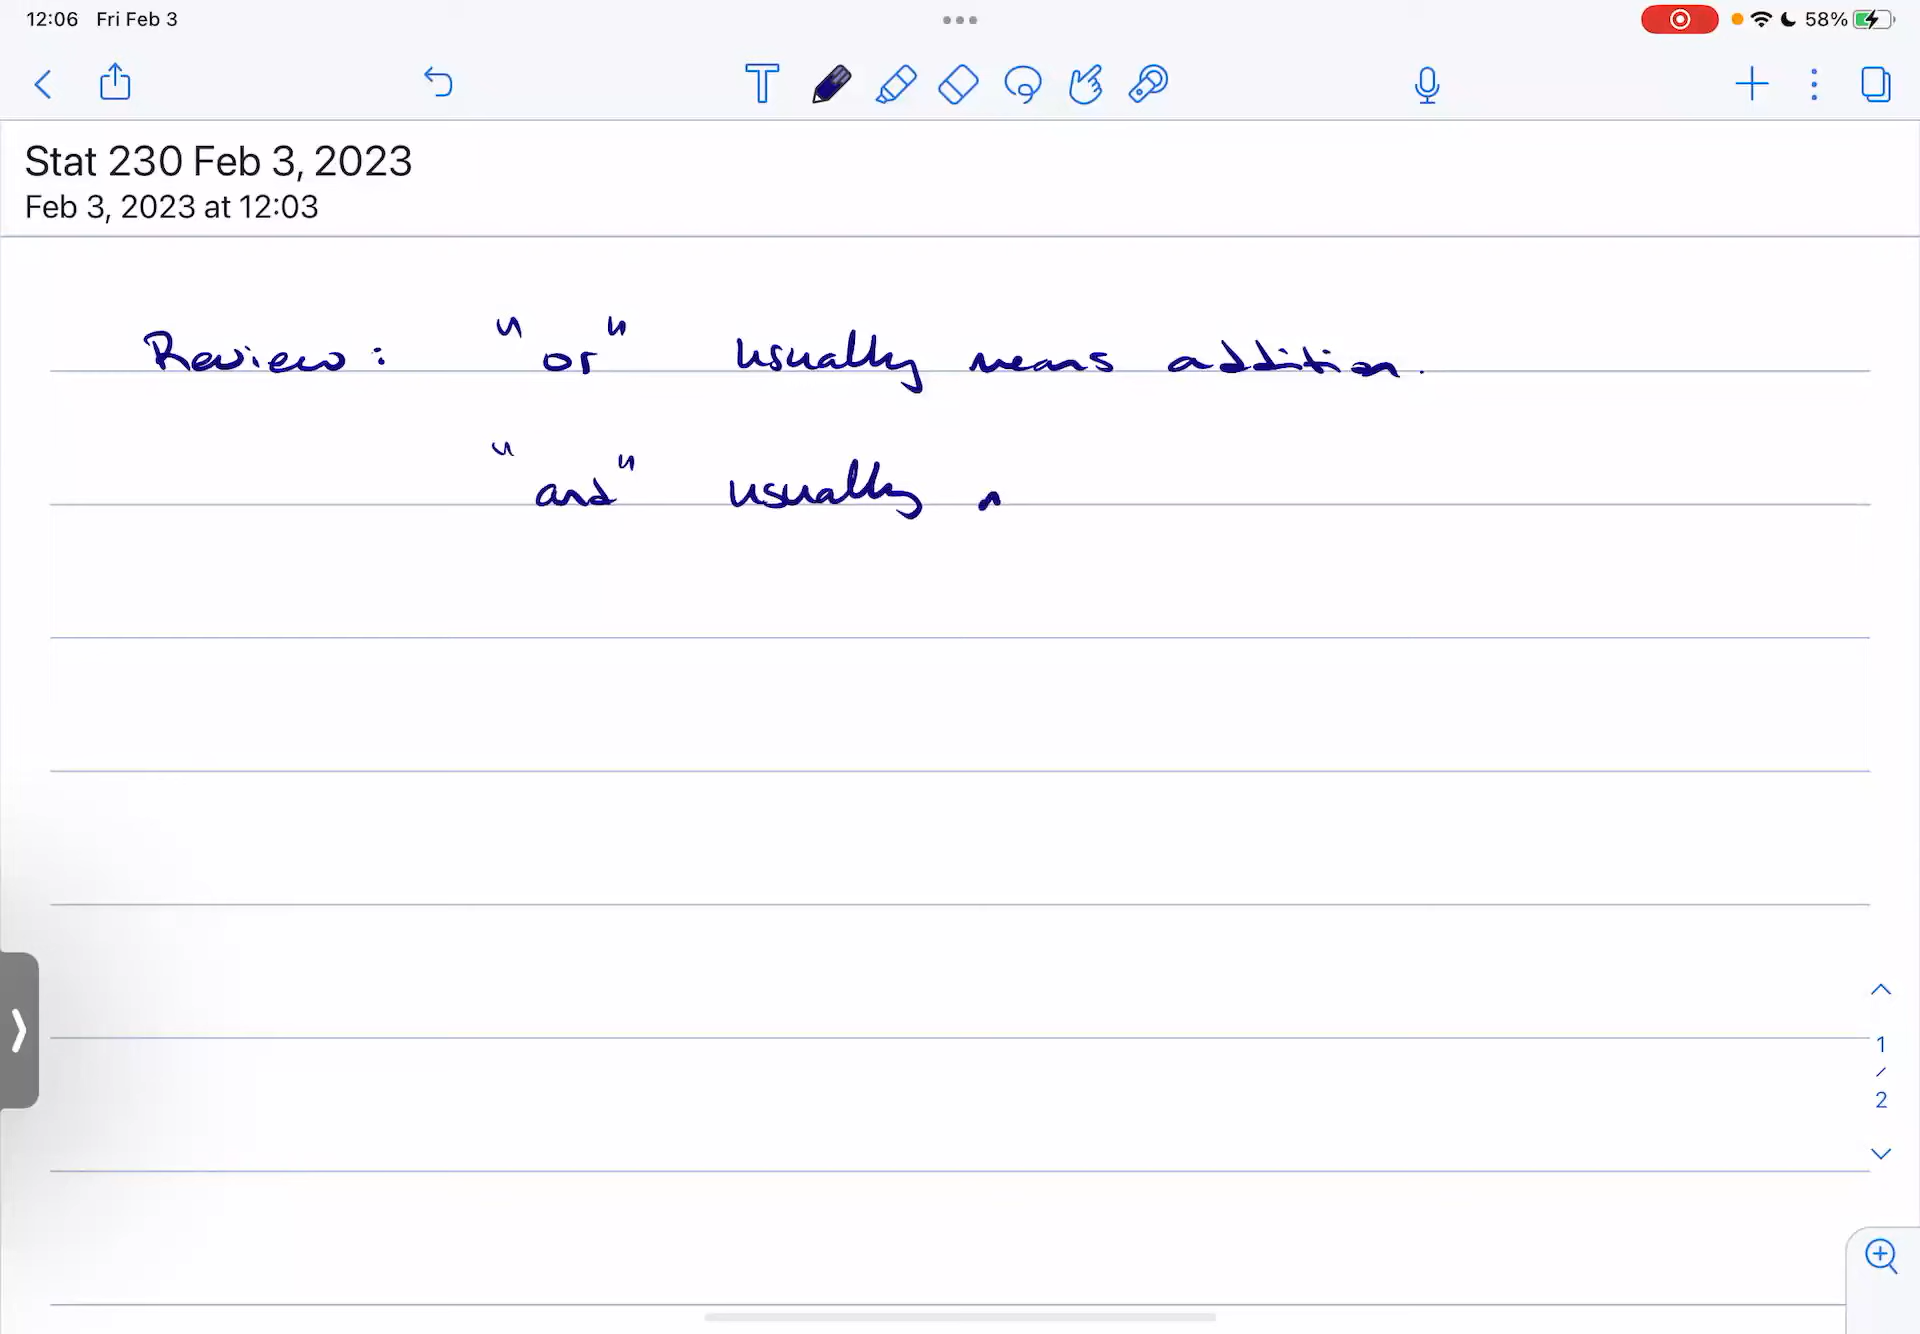 12:06 Fri Feb 3 58%
Stat 230 Feb 3, 2023
Feb 3, 2023 at 12:03
Review: "or" usually means addition.
"and" usually
1
/
2